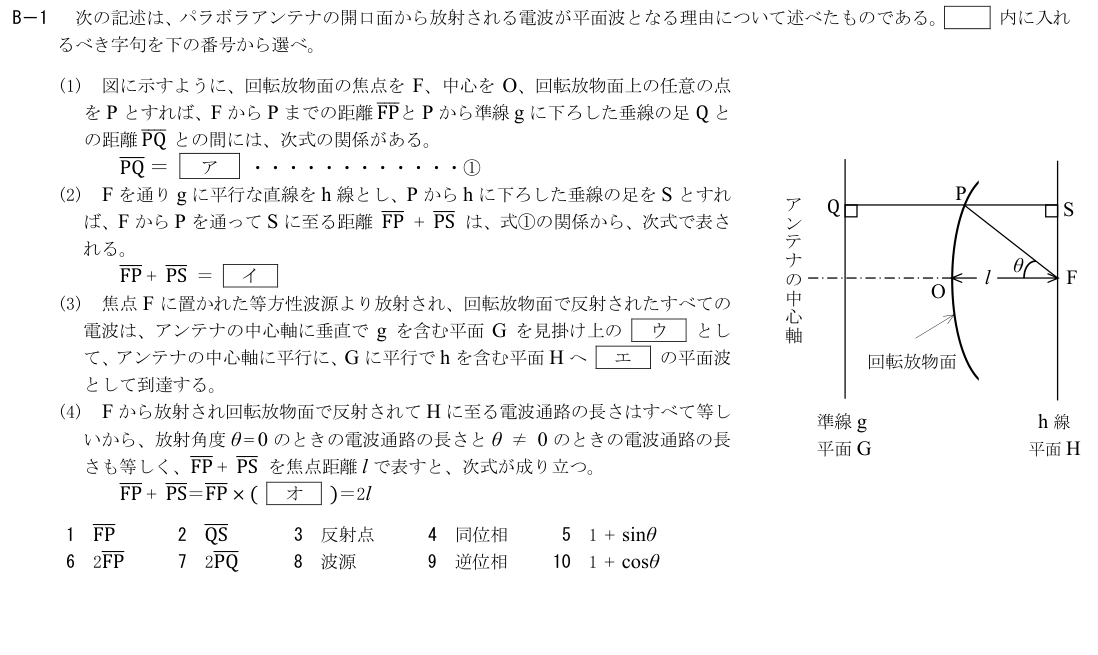 B－1　次の記述は、パラボラアンテナの開口面から放射される電波が平面波となる理由について述べたものである。　　　内に入れ
るべき字句を下の番号から選べ。
(1)　図に示すように、回転放物面の焦点を F、中心を O、回転放物面上の任意の点
を P とすれば、F から P までの距離 F̅P̅ と P から準線 g に下ろした垂線の足 Q と
の距離 P̅Q̅ との間には、次式の関係がある。
P̅Q̅ = ア ・・・・・・・・・・・・①
(2)　F を通り g に平行な直線を h 線とし、P から h に下ろした垂線の足を S とすれ
ば、F から P を通って S に至る距離 F̅P̅ + P̅S̅ は、式①の関係から、次式で表さ
れる。
F̅P̅ + P̅S̅ = イ
(3)　焦点 F に置かれた等方性波源より放射され、回転放物面で反射されたすべての
電波は、アンテナの中心軸に垂直で g を含む平面 G を見掛け上の ウ とし
て、アンテナの中心軸に平行に、G に平行で h を含む平面 H へ エ の平面波
として到達する。
(4)　F から放射され回転放物面で反射されて H に至る電波通路の長さはすべて等し
いから、放射角度 θ=0 のときの電波通路の長さと θ ≠ 0 のときの電波通路の長
さも等しく、F̅P̅ + P̅S̅ を焦点距離 l で表すと、次式が成り立つ。
F̅P̅ + P̅S̅=F̅P̅ × ( オ )=2l
1　F̅P̅　2　Q̅S̅　3　反射点　4　同位相　5　1 + sinθ
6　2F̅P̅　7　2P̅Q̅　8　波源　9　逆位相　10　1 + cosθ
アンテナの中心軸
Q
P
S
θ
O
l
F
回転放物面
準線 g
平面 G
h 線
平面 H